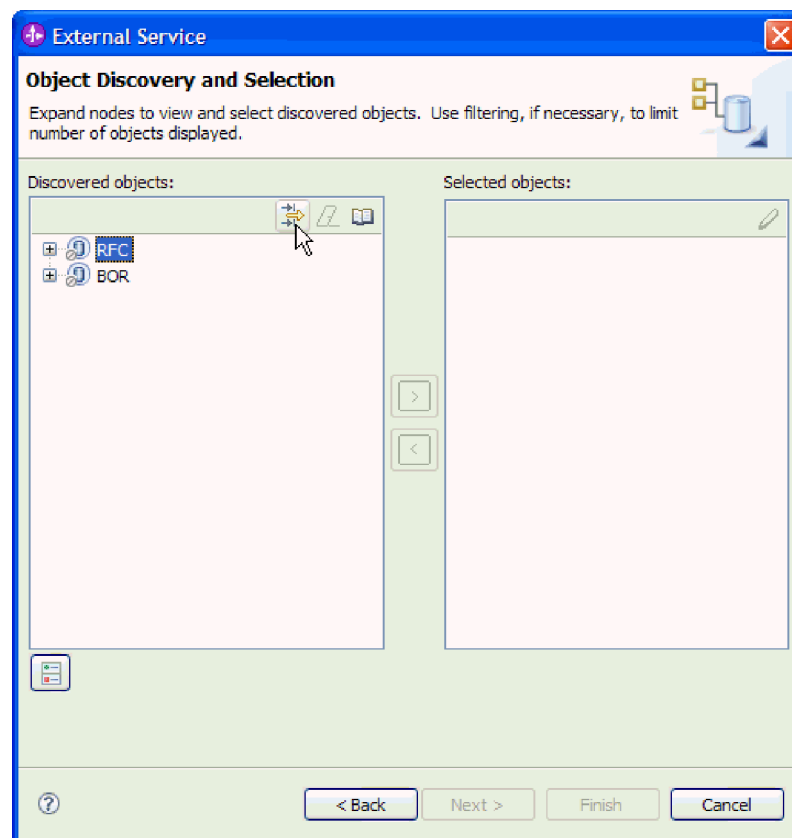 External Service
Object Discovery and Selection
Expand nodes to view and select discovered objects. Use filtering, if necessary, to limit
number of objects displayed.
Discovered objects:
Selected objects:
RFC
BOR
>
<
?
< Back
Next >
Finish
Cancel